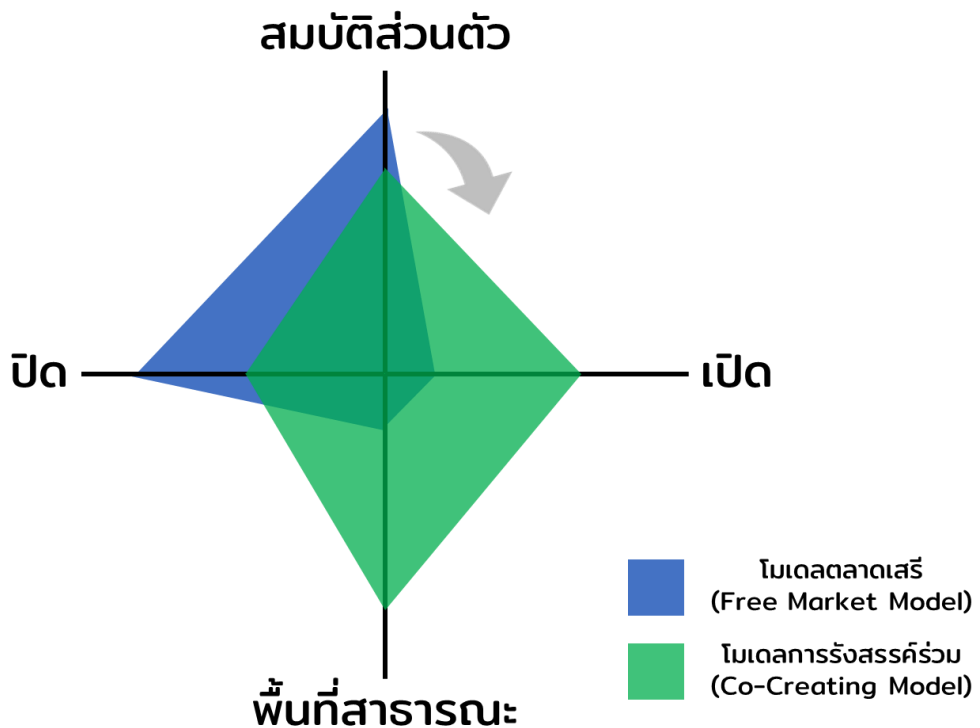 สมบัติส่วนตัว
ปิด
เปิด
พื้นที่สาธารณะ
โมเดลตลาดเสรี
(Free Market Model)
โมเดลการรังสรรค์ร่วม
(Co-Creating Model)